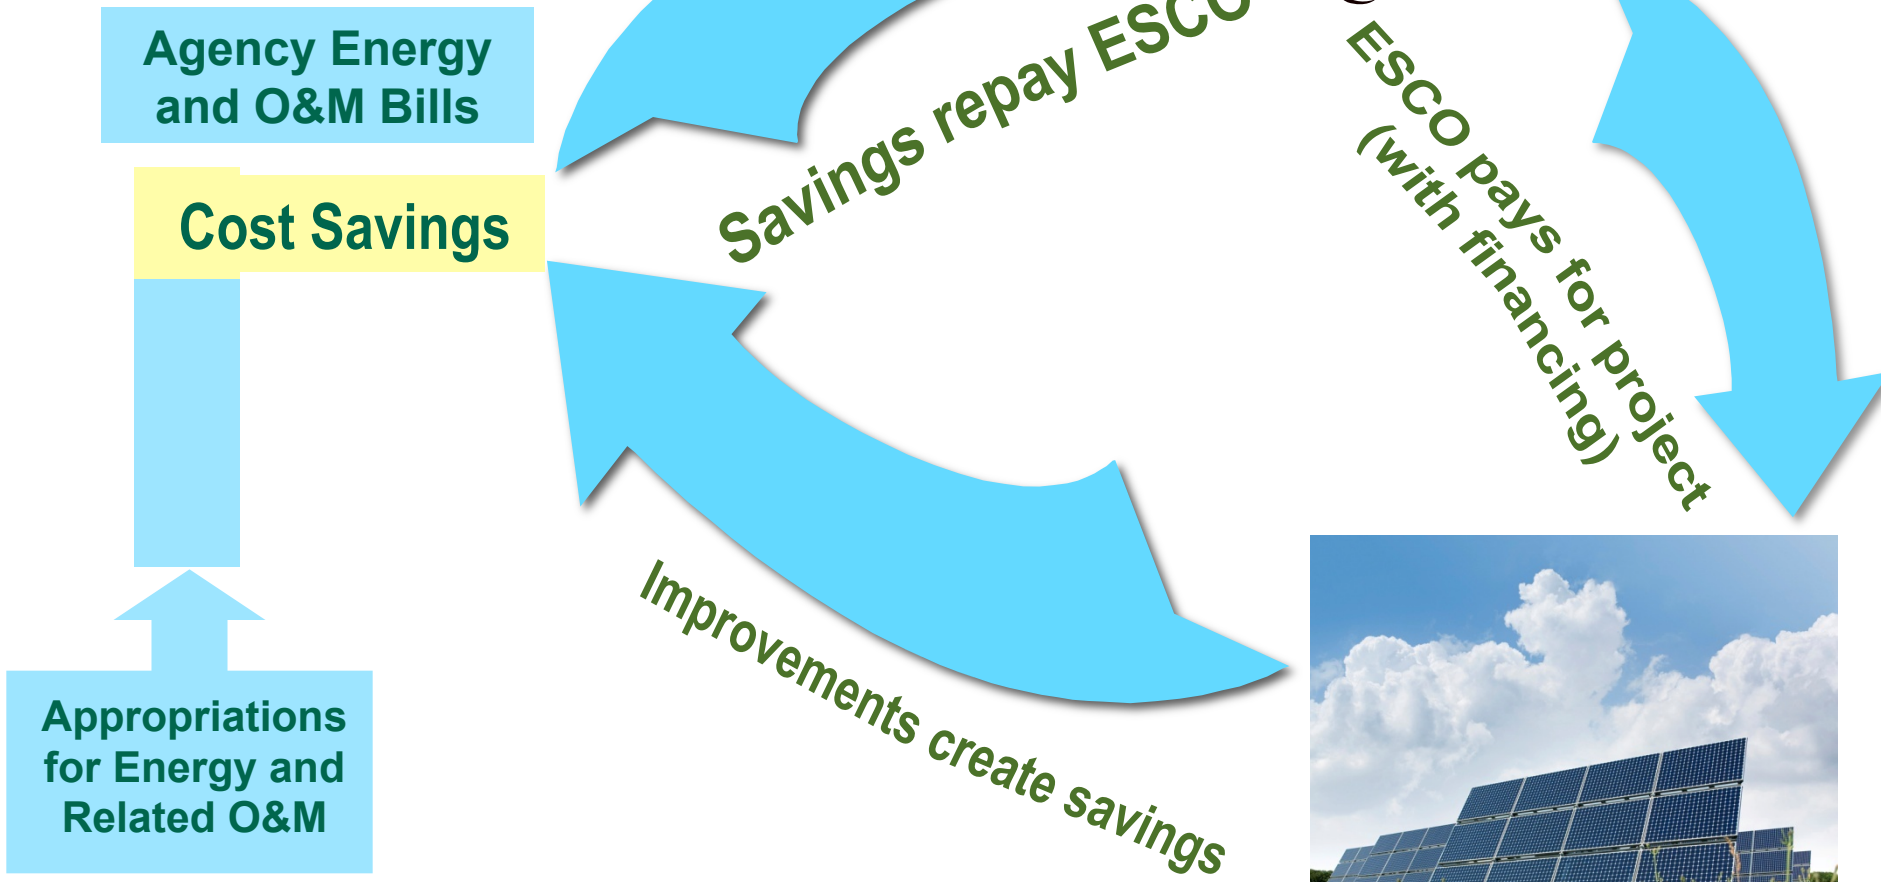 Agency Energy
and O&M Bills
Cost Savings
Savings repay ESCO
ESCO pays for project
(with financing)
Improvements create savings
Appropriations
for Energy and
Related O&M